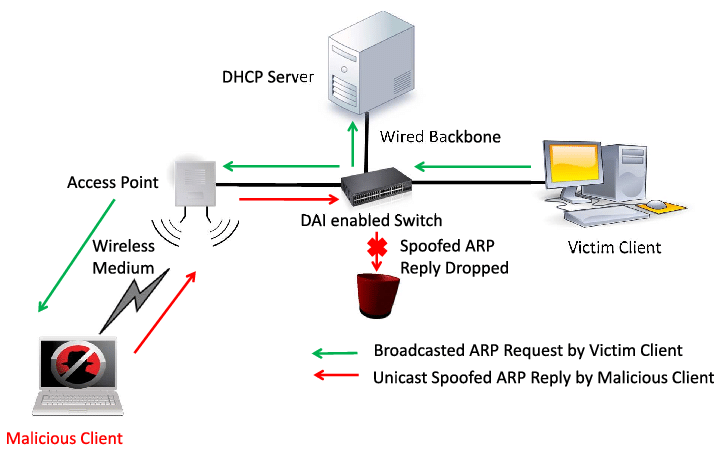 DHCP Server
Wired Backbone
Access Point
DAI enabled Switch
Victim Client
Wireless
Medium
Spoofed ARP
Reply Dropped
Broadcasted ARP Request by Victim Client
Unicast Spoofed ARP Reply by Malicious Client
Malicious Client